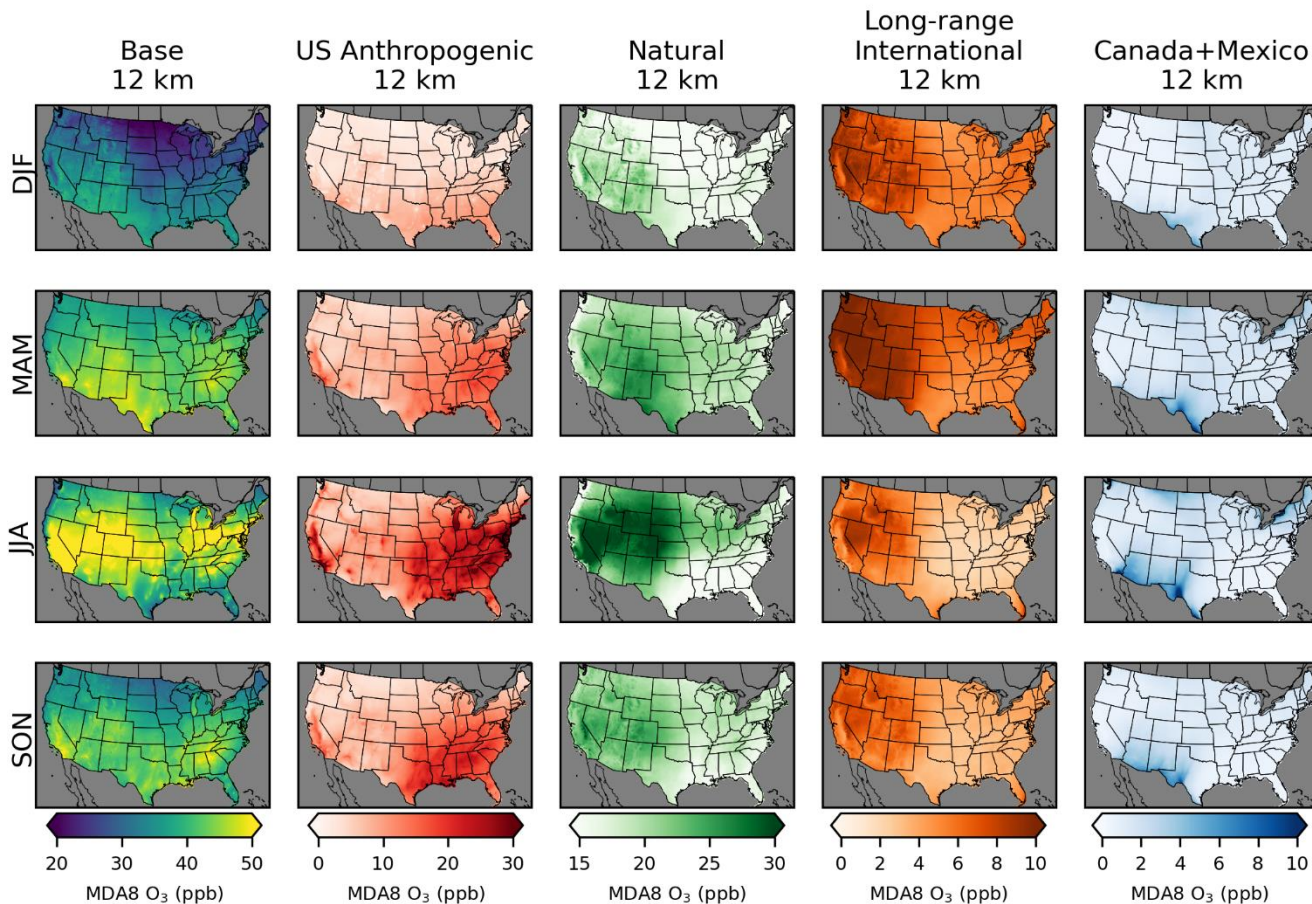 Base
12 km
US Anthropogenic
12 km
Natural
12 km
Long-range
International
12 km
Canada+Mexico
12 km
DJF
MAM
JJA
SON
20 30 40 50
MDA8 O₃ (ppb)
0 10 20 30
MDA8 O₃ (ppb)
15 20 25 30
MDA8 O₃ (ppb)
0 2 4 6 8 10
MDA8 O₃ (ppb)
0 2 4 6 8 10
MDA8 O₃ (ppb)